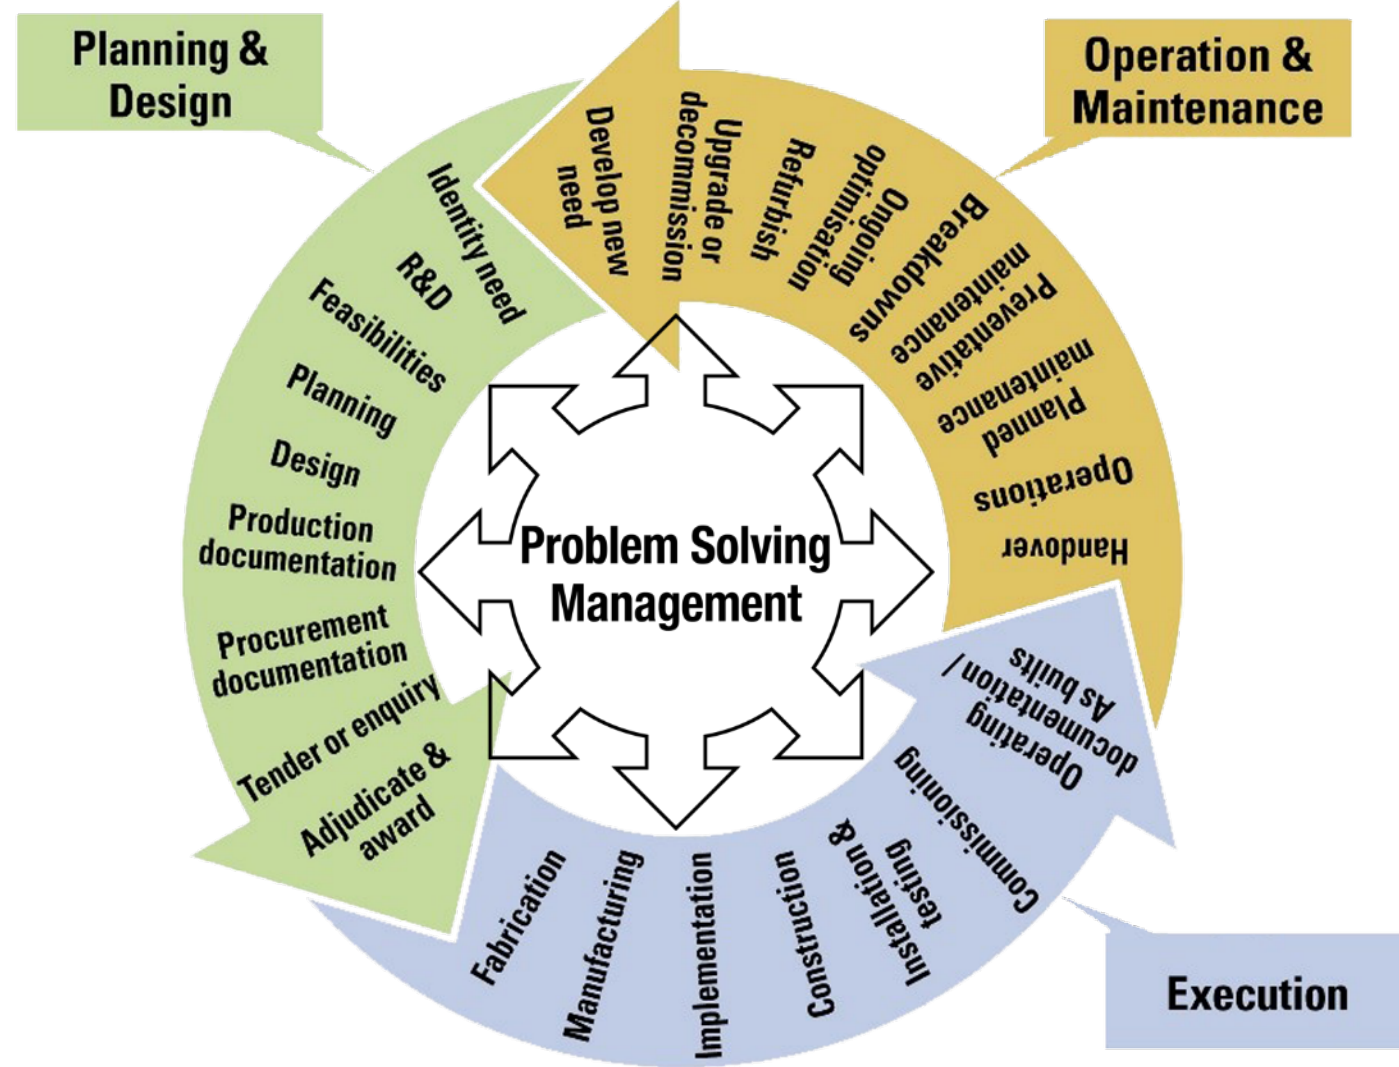 Planning &
Design
Operation &
Maintenance
Execution
Problem Solving
Management
Identity need
R&D
Feasibilities
Planning
Design
Production
documentation
Procurement
documentation
Tender or enquiry
Adjudicate &
award
Fabrication
Manufacturing
Implementation
Construction
Installation &
testing
Commissioning
Operating
documentation /
As builts
Handover
Operations
Planned
maintenance
Preventative
maintenance
Breakdowns
Ongoing
optimisation
Refurbish
Upgrade or
decommission
Develop new
need